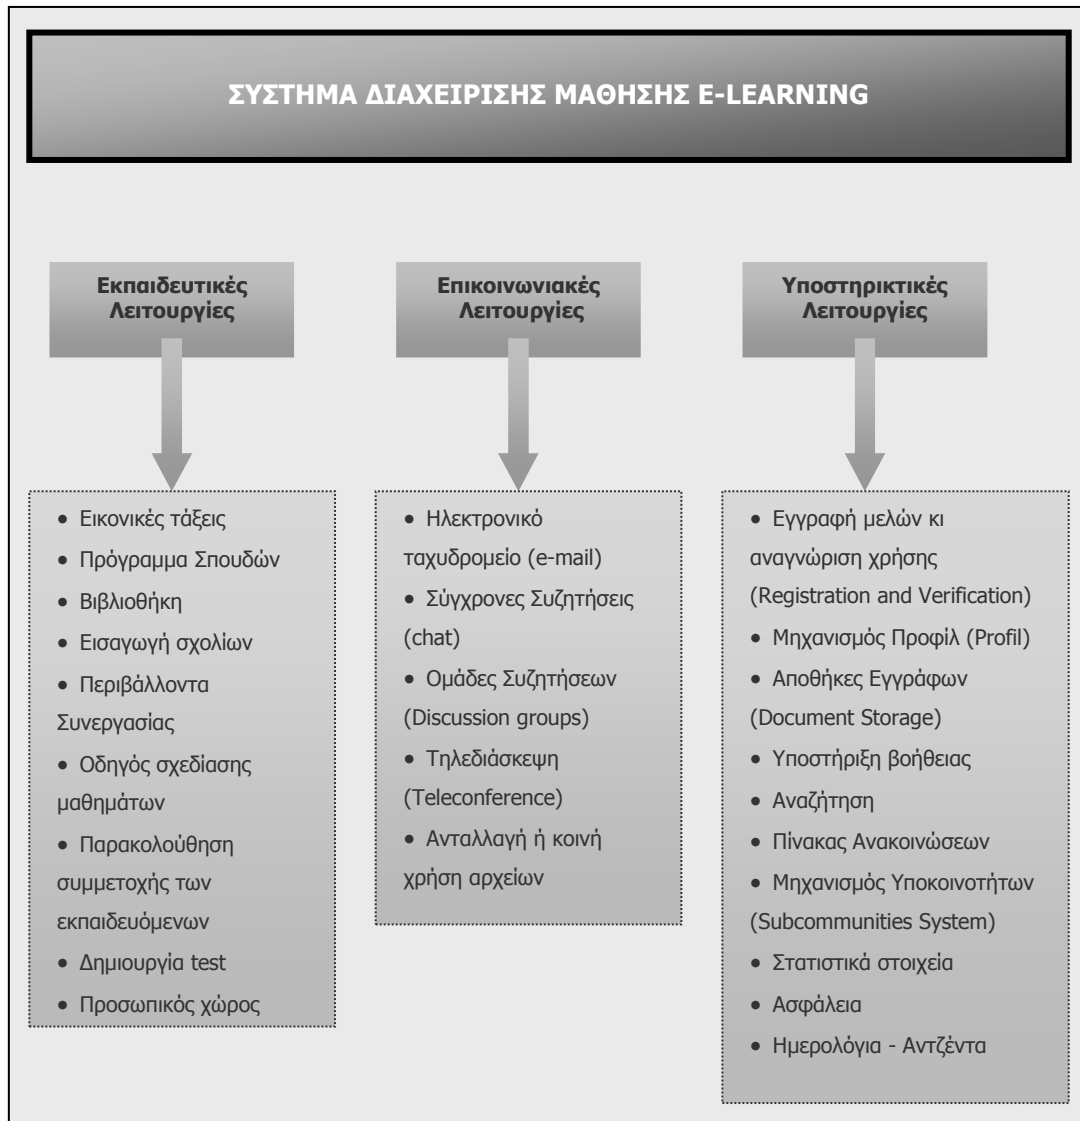 ΣΥΣΤΗΜΑ ΔΙΑΧΕΙΡΙΣΗΣ ΜΑΘΗΣΗΣ E-LEARNING
Εκπαιδευτικές
Λειτουργίες
• Εικονικές τάξεις
• Πρόγραμμα Σπουδών
• Βιβλιοθήκη
• Εισαγωγή σχολίων
• Περιβάλλοντα
Συνεργασίας
• Οδηγός σχεδίασης
μαθημάτων
• Παρακολούθηση
συμμετοχής των
εκπαιδευόμενων
• Δημιουργία test
• Προσωπικός χώρος
Επικοινωνιακές
Λειτουργίες
• Ηλεκτρονικό
ταχυδρομείο (e-mail)
• Σύγχρονες Συζητήσεις
(chat)
• Ομάδες Συζητήσεων
(Discussion groups)
• Τηλεδιάσκεψη
(Teleconference)
• Ανταλλαγή ή κοινή
χρήση αρχείων
Υποστηρικτικές
Λειτουργίες
• Εγγραφή μελών κι
αναγνώριση χρήσης
(Registration and Verification)
• Μηχανισμός Προφίλ (Profil)
• Αποθήκες Εγγράφων
(Document Storage)
• Υποστήριξη βοήθειας
• Αναζήτηση
• Πίνακας Ανακοινώσεων
• Μηχανισμός Υποκοινοτήτων
(Subcommunities System)
• Στατιστικά στοιχεία
• Ασφάλεια
• Ημερολόγια - Αντζέντα